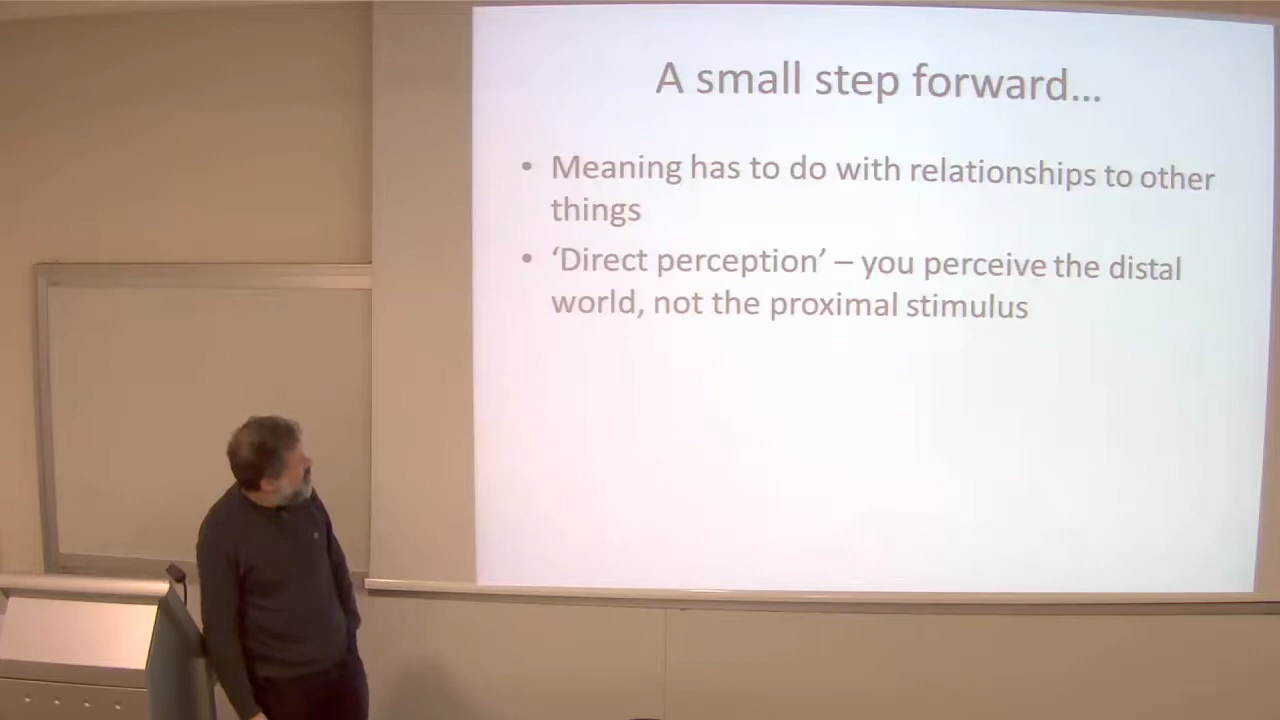 A small step forward...
• Meaning has to do with relationships to other
things
• ‘Direct perception’ – you perceive the distal
world, not the proximal stimulus